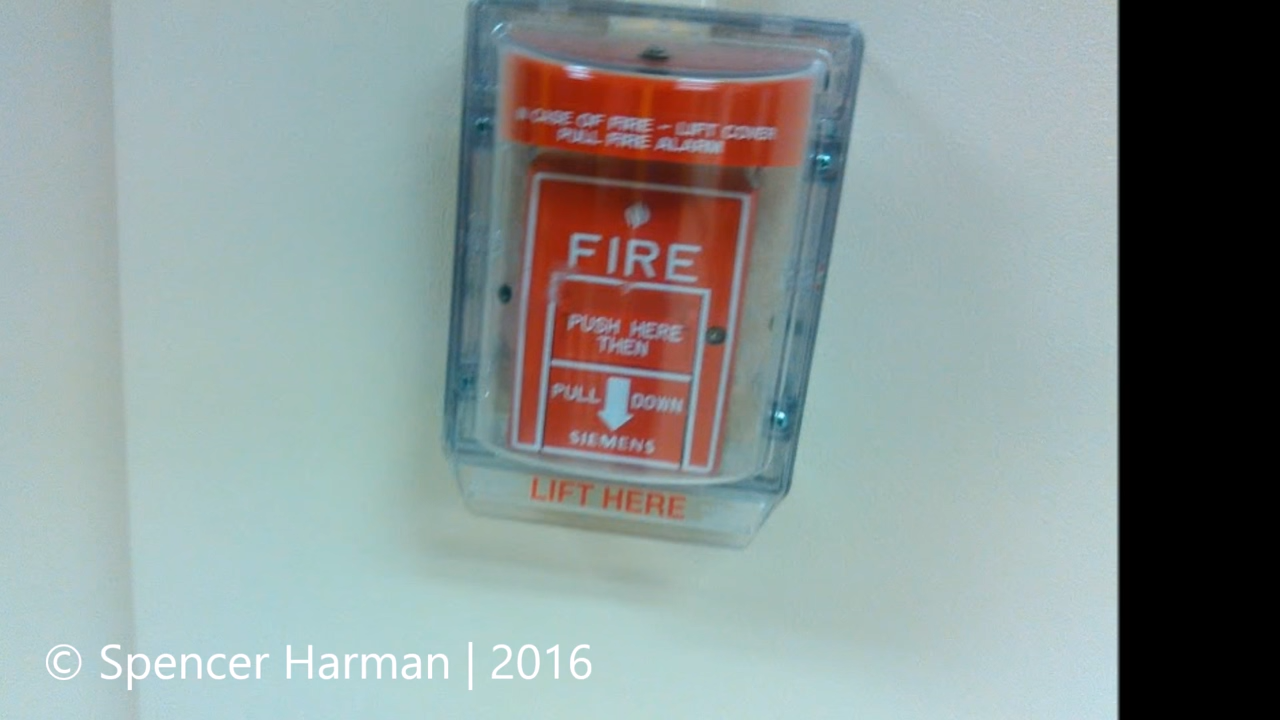 IN CASE OF FIRE - LIFT COVER
PULL FIRE ALARM
FIRE
PUSH HERE
THEN
PULL DOWN
SIEMENS
LIFT HERE
© Spencer Harman | 2016